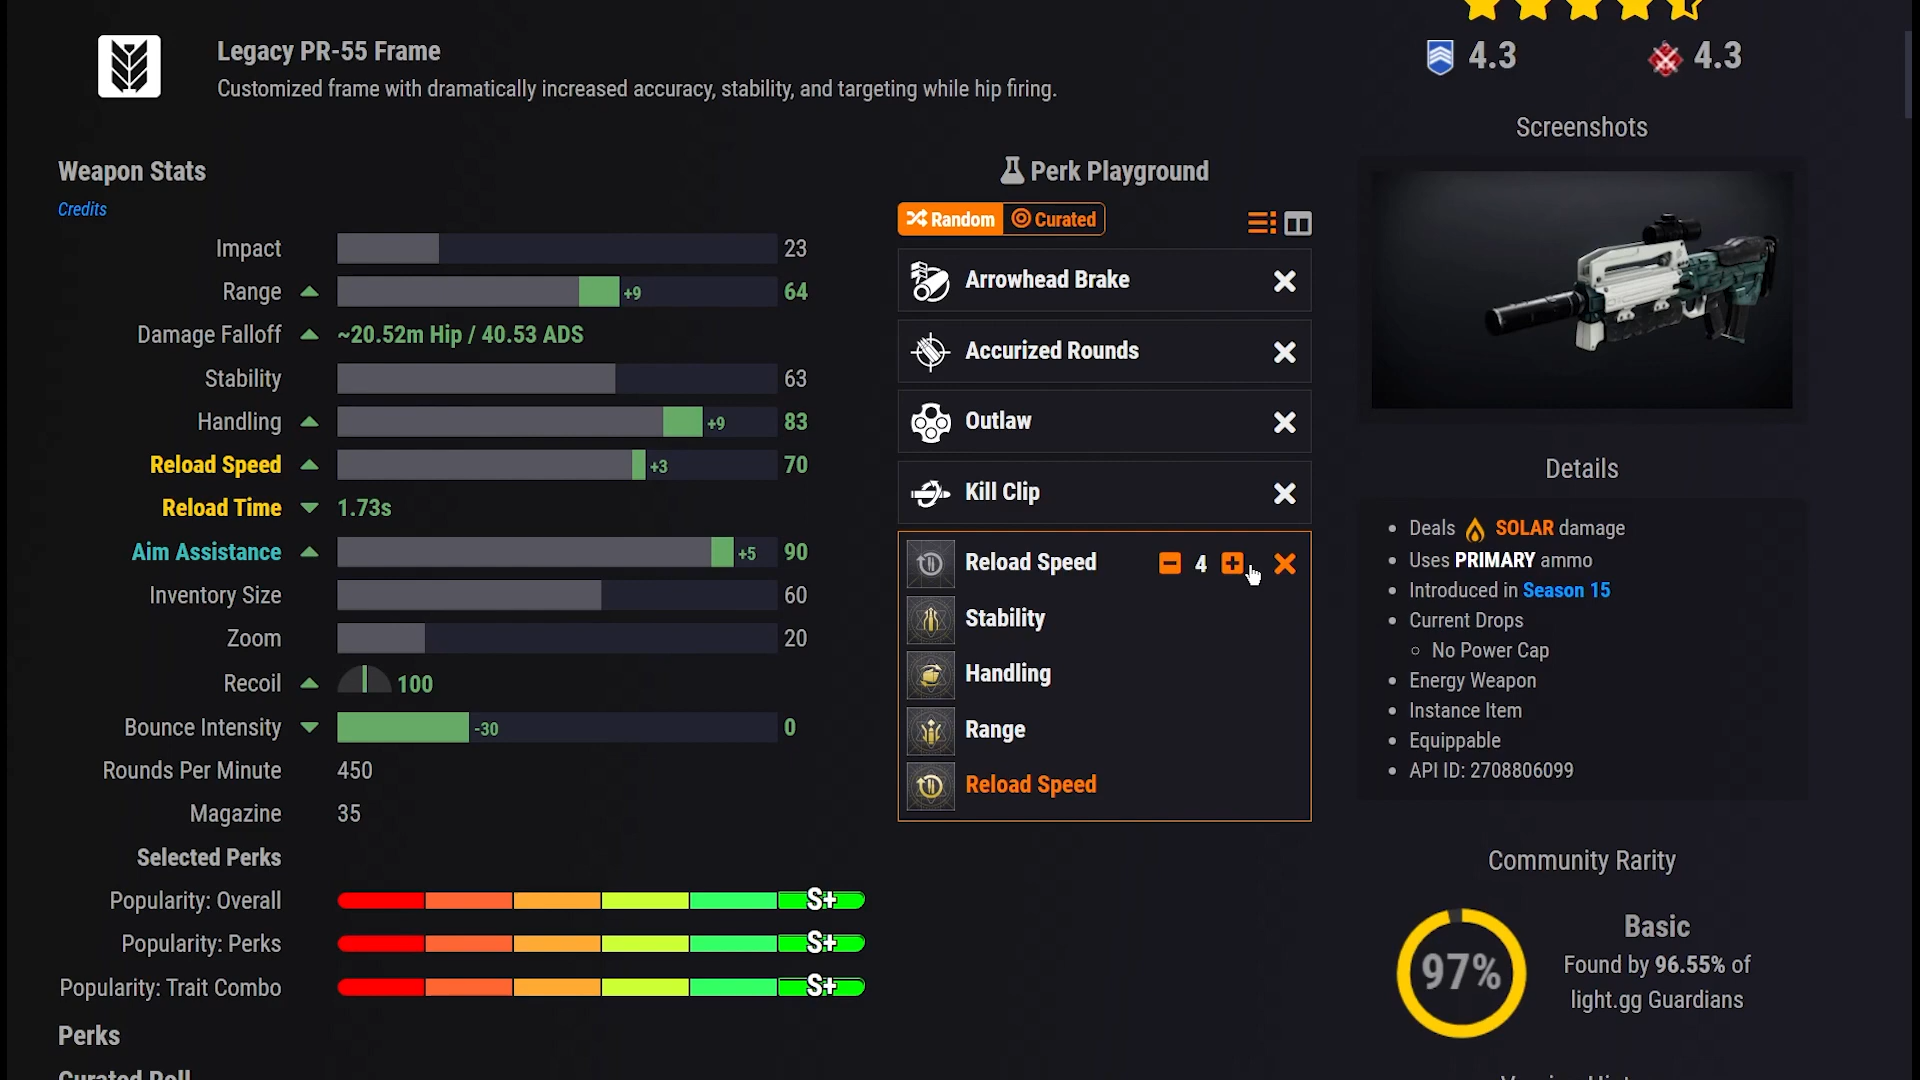 Legacy PR-55 Frame
Customized frame with dramatically increased accuracy, stability, and targeting while hip firing.
4.3
4.3
Weapon Stats
Credits
Impact 23
Range +9 64
Damage Falloff ~20.52m Hip / 40.53 ADS
Stability 63
Handling +9 83
Reload Speed +3 70
Reload Time 1.73s
Aim Assistance +5 90
Inventory Size 60
Zoom 20
Recoil 100
Bounce Intensity -30 0
Rounds Per Minute 450
Magazine 35
Selected Perks
Popularity: Overall S+
Popularity: Perks S+
Popularity: Trait Combo S+
Perks
Curated Roll
Perk Playground
Random Curated
Arrowhead Brake
Accurized Rounds
Outlaw
Kill Clip
Reload Speed 4
Stability
Handling
Range
Reload Speed
Screenshots
Details
Deals SOLAR damage
Uses PRIMARY ammo
Introduced in Season 15
Current Drops
No Power Cap
Energy Weapon
Instance Item
Equippable
API ID: 2708806099
Community Rarity
97%
Basic
Found by 96.55% of
light.gg Guardians